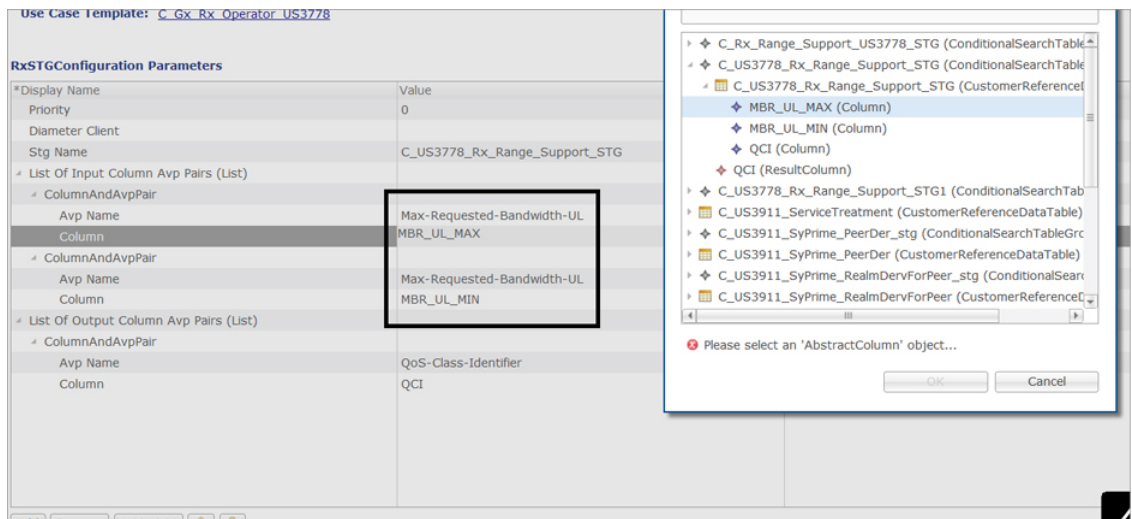 Use Case Template: C_Gx_Rx_Operator_US3778
RxSTGConfiguration Parameters
*Display Name Value
Priority 0
Diameter Client
Stg Name C_US3778_Rx_Range_Support_STG
List Of Input Column Avp Pairs (List)
ColumnAndAvpPair
Avp Name Max-Requested-Bandwidth-UL
Column MBR_UL_MAX
ColumnAndAvpPair
Avp Name Max-Requested-Bandwidth-UL
Column MBR_UL_MIN
List Of Output Column Avp Pairs (List)
ColumnAndAvpPair
Avp Name QoS-Class-Identifier
Column QCI
C_Rx_Range_Support_US3778_STG (ConditionalSearchTable
C_US3778_Rx_Range_Support_STG (ConditionalSearchTable
C_US3778_Rx_Range_Support_STG (CustomerReferenceD
MBR_UL_MAX (Column)
MBR_UL_MIN (Column)
QCI (Column)
QCI (ResultColumn)
C_US3778_Rx_Range_Support_STG1 (ConditionalSearchTab
C_US3911_ServiceTreatment (CustomerReferenceDataTable)
C_US3911_SyPrime_PeerDer_stg (ConditionalSearchTableGro
C_US3911_SyPrime_PeerDer (CustomerReferenceDataTable)
C_US3911_SyPrime_RealmDervForPeer_stg (ConditionalSearc
C_US3911_SyPrime_RealmDervForPeer (CustomerReferenceD
Please select an 'AbstractColumn' object...
OK Cancel